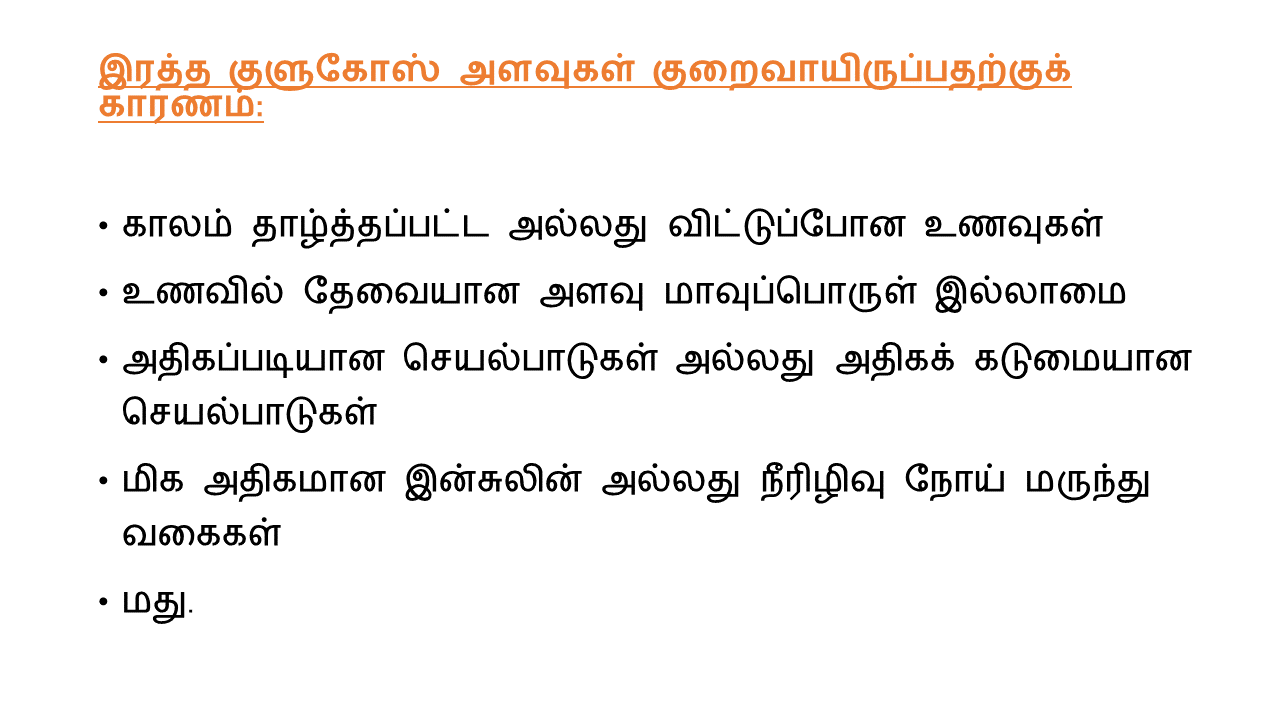 இரத்த குளுகோஸ் அளவுகள் குறைவாயிருப்பதற்குக்
காரணம்:
• காலம் தாழ்த்தப்பட்ட அல்லது விட்டுப்போன உணவுகள்
• உணவில் தேவையான அளவு மாவுப்பொருள் இல்லாமை
• அதிகப்படியான செயல்பாடுகள் அல்லது அதிகக் கடுமையான
செயல்பாடுகள்
• மிக அதிகமான இன்சுலின் அல்லது நீரிழிவு நோய் மருந்து
வகைகள்
• மது.